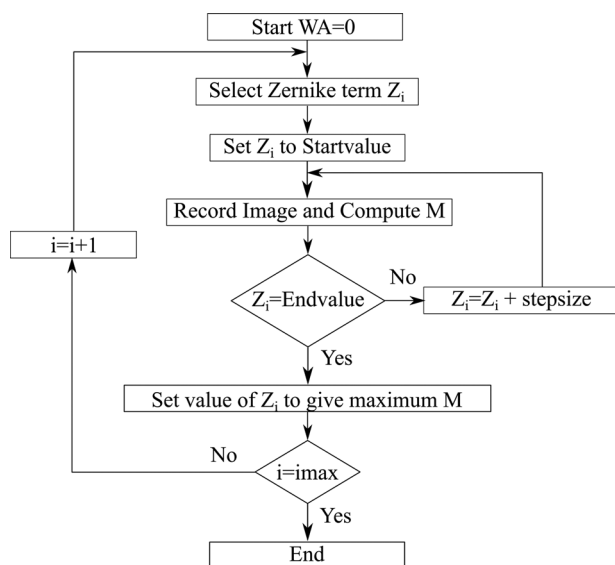 Start WA=0
Select Zernike term Zᵢ
Set Zᵢ to Startvalue
Record Image and Compute M
i=i+1
Zᵢ=Endvalue
No
Zᵢ=Zᵢ + stepsize
Yes
Set value of Zᵢ to give maximum M
No
i=imax
Yes
End